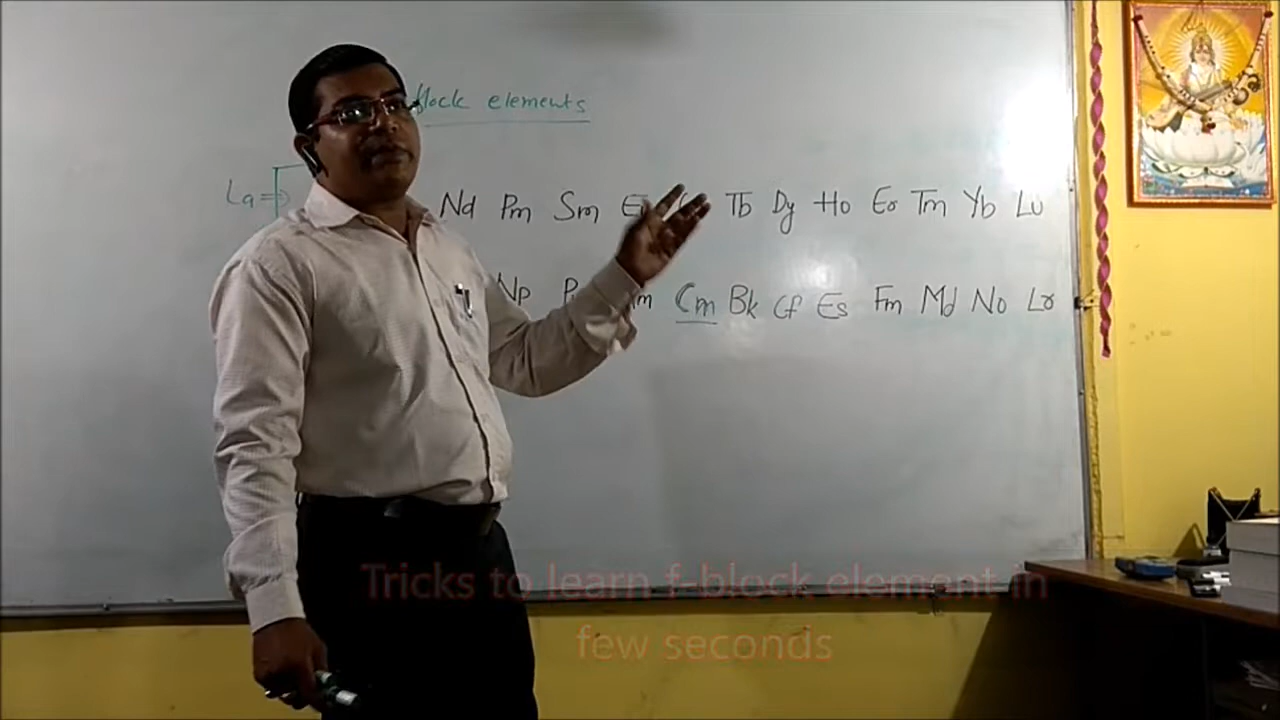 block elements
La Nd Pm Sm Eu Tb Dy Ho Er Tm Yb Lu
Np Cm Bk Cf Es Fm Md No Lr
Tricks to learn f-block element in
few seconds